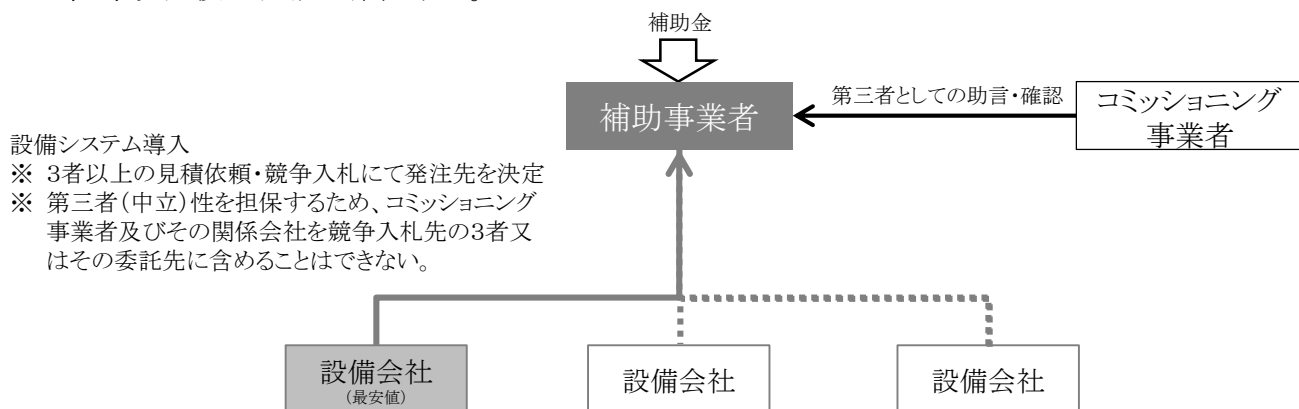 補助金
補助事業者
第三者としての助言・確認
コミッショニング
事業者
設備システム導入
※ 3者以上の見積依頼・競争入札にて発注先を決定
※ 第三者(中立)性を担保するため、コミッショニング
事業者及びその関係会社を競争入札先の3者又
はその委託先に含めることはできない。
設備会社
(最安値)
設備会社
設備会社